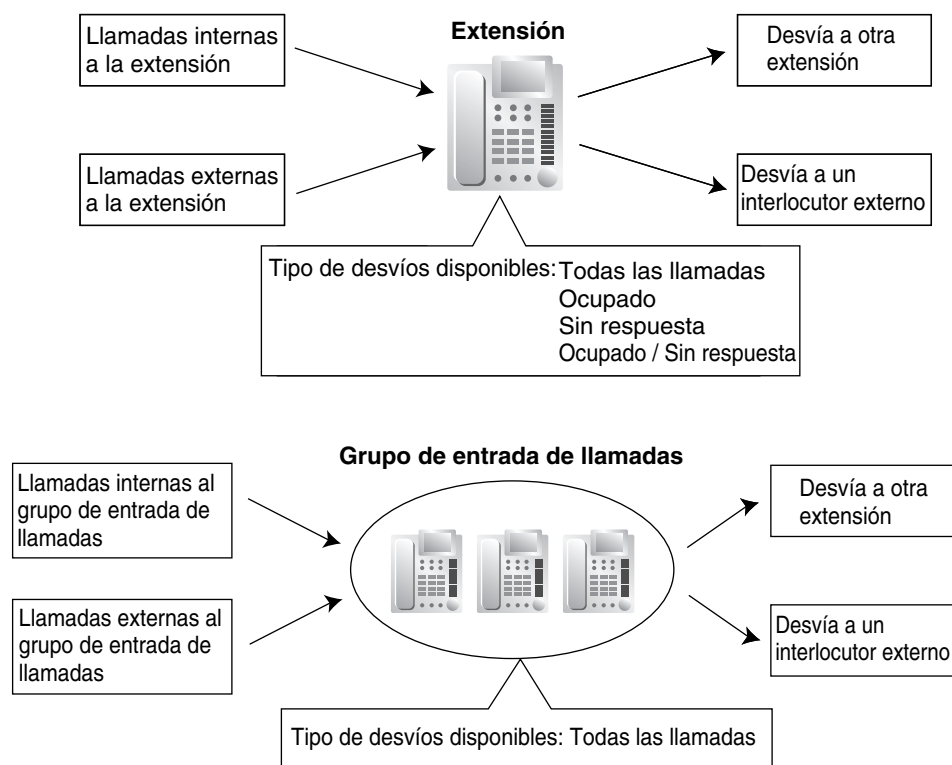 Extensión
Llamadas internas
a la extensión
Llamadas externas
a la extensión
Desvía a otra
extensión
Desvía a un
interlocutor externo
Tipo de desvíos disponibles: Todas las llamadas
Ocupado
Sin respuesta
Ocupado / Sin respuesta
Grupo de entrada de llamadas
Llamadas internas al
grupo de entrada de
llamadas
Llamadas externas al
grupo de entrada de
llamadas
Desvía a otra
extensión
Desvía a un
interlocutor externo
Tipo de desvíos disponibles: Todas las llamadas